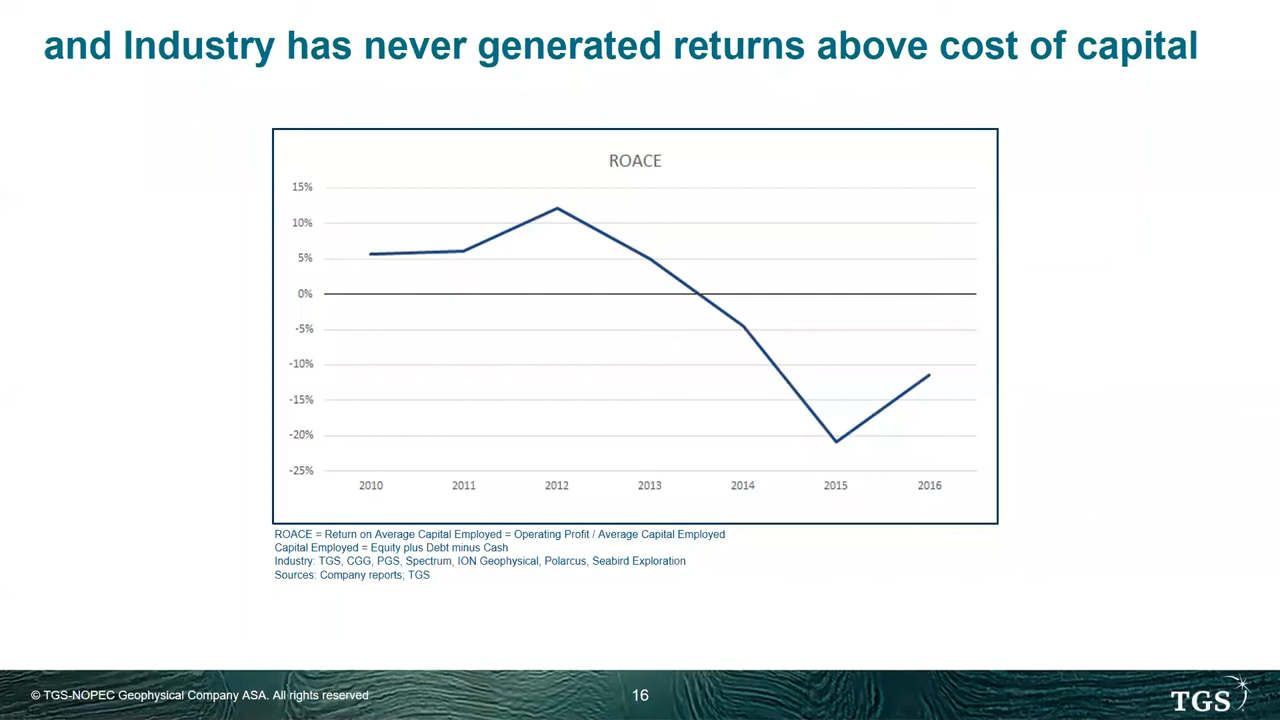 and Industry has never generated returns above cost of capital
ROACE
15%
10%
5%
0%
-5%
-10%
-15%
-20%
-25%
2010 2011 2012 2013 2014 2015 2016
ROACE = Return on Average Capital Employed = Operating Profit / Average Capital Employed
Capital Employed = Equity plus Debt minus Cash
Industry: TGS, CGG, PGS, Spectrum, ION Geophysical, Polarcus, Seabird Exploration
Sources: Company reports; TGS
© TGS-NOPEC Geophysical Company ASA. All rights reserved
16
TGS